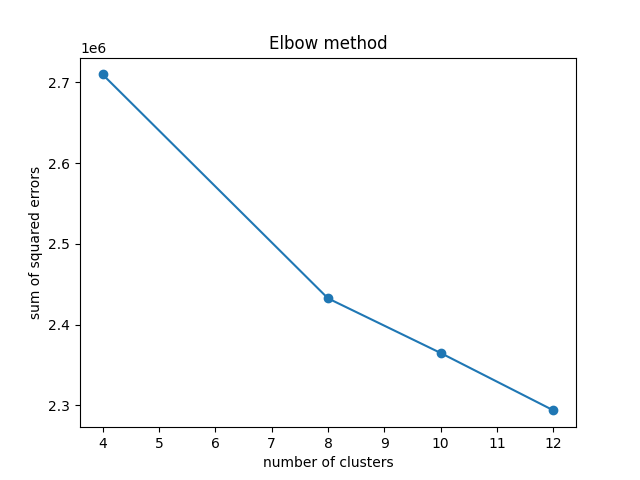 Elbow method
1e6
2.7
2.6
2.5
2.4
2.3
sum of squared errors
4 5 6 7 8 9 10 11 12
number of clusters